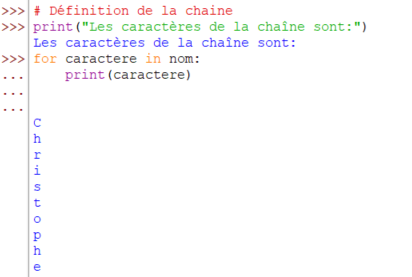 >>> # Définition de la chaine
>>> print("Les caractères de la chaîne sont:")
Les caractères de la chaîne sont:
>>> for caractere in nom:
...     print(caractere)
...
...
C
h
r
i
s
t
o
p
h
e